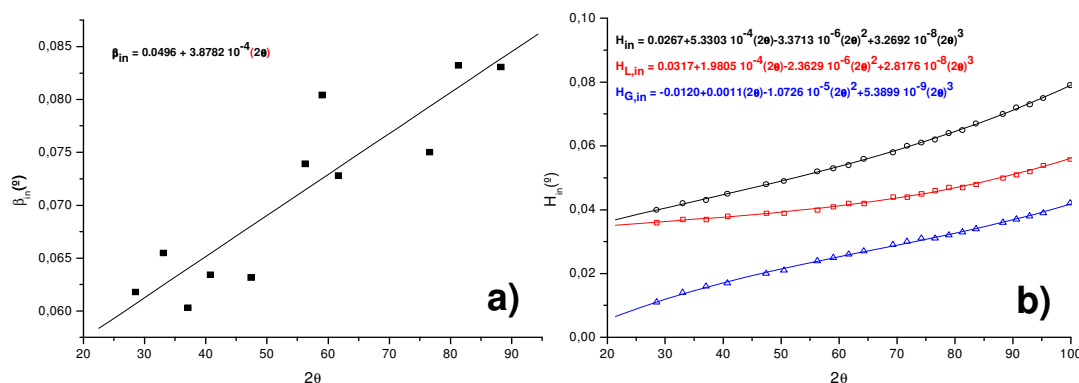 0,085
0,080
0,075
0,070
0,065
0,060
β_in(º)
β_in = 0.0496 + 3.8782 10^-4(2θ)
a)
20 30 40 50 60 70 80 90
2θ
0,10
0,08
0,06
0,04
0,02
0,00
H_in(º)
H_in = 0.0267+5.3303 10^-4(2θ)-3.3713 10^-6(2θ)^2+3.2692 10^-8(2θ)^3
H_L,in = 0.0317+1.9805 10^-4(2θ)-2.3629 10^-6(2θ)^2+2.8176 10^-8(2θ)^3
H_G,in = -0.0120+0.0011(2θ)-1.0726 10^-5(2θ)^2+5.3899 10^-9(2θ)^3
b)
20 30 40 50 60 70 80 90 100
2θ